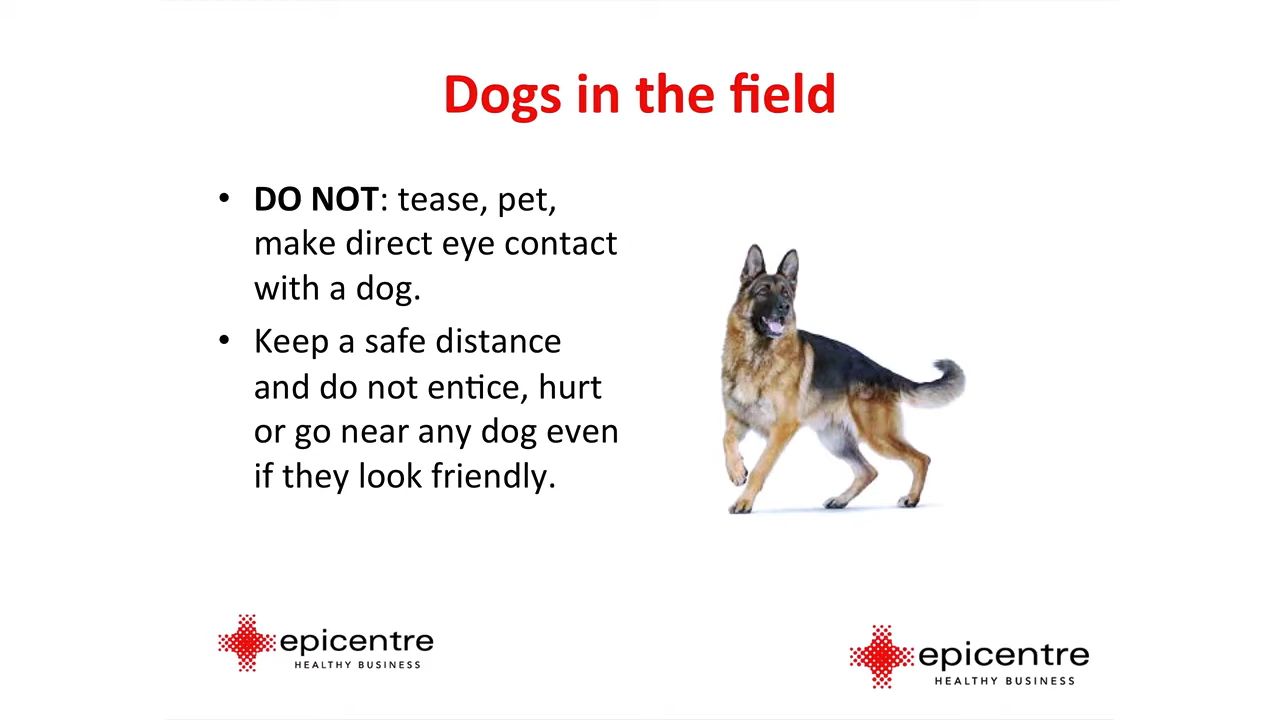 Dogs in the field
• DO NOT: tease, pet,
make direct eye contact
with a dog.
• Keep a safe distance
and do not entice, hurt
or go near any dog even
if they look friendly.
epicentre
HEALTHY BUSINESS
epicentre
HEALTHY BUSINESS